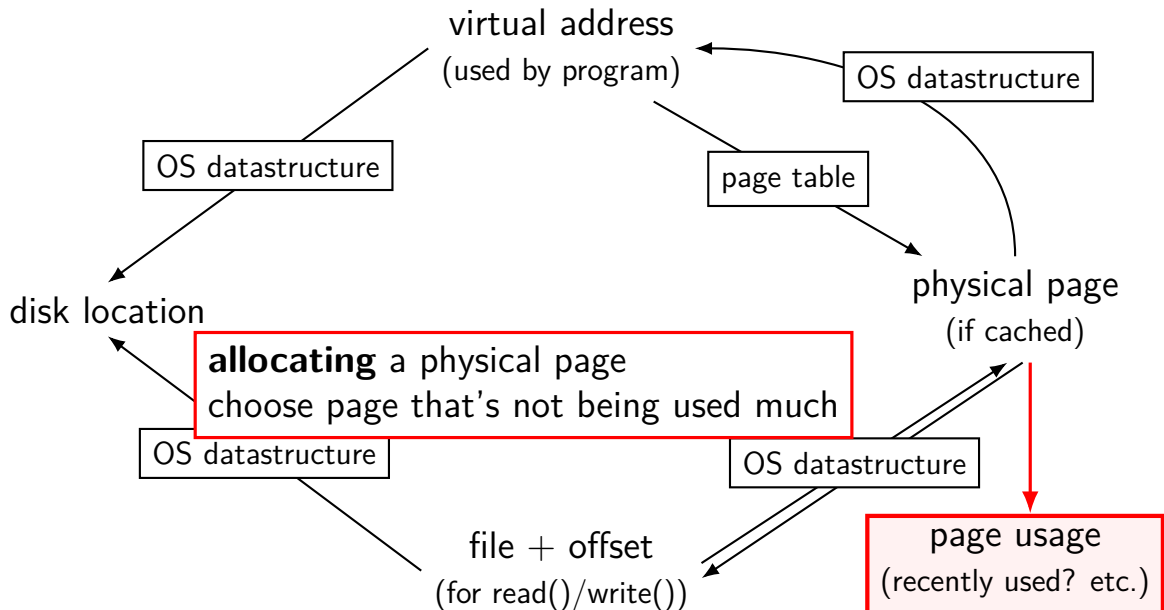 virtual address
(used by program)
OS datastructure
OS datastructure
page table
physical page
(if cached)
disk location
allocating a physical page
choose page that's not being used much
OS datastructure
OS datastructure
file + offset
(for read()/write())
page usage
(recently used? etc.)